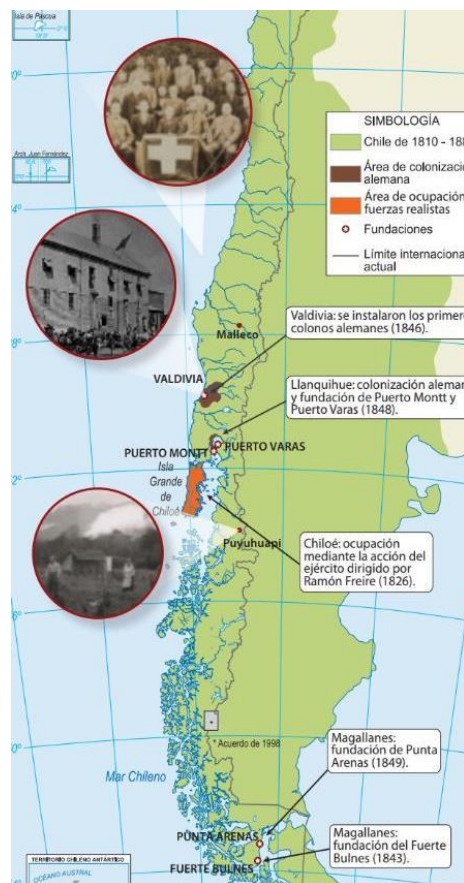 Isla de Pascua
Arch. Juan Fernández
SIMBOLOGÍA
Chile de 1810 - 18
Área de colonizació
alemana
Área de ocupación
fuerzas realistas
Fundaciones
Límite internacional
actual
Valdivia: se instalaron los primero
colonos alemanes (1846).
Malleco
VALDIVIA
Llanquihue: colonización alemana
y fundación de Puerto Montt y
Puerto Varas (1848).
PUERTO VARAS
PUERTO MONTT
Isla
Grande
de
Chiloé
Puyuhuapi
Chiloé: ocupación
mediante la acción del
ejército dirigido por
Ramón Freire (1826).
* Acuerdo de 1998
Mar Chileno
Magallanes:
fundación de Punta
Arenas (1849).
PUNTA ARENAS
Magallanes:
fundación del Fuerte
Bulnes (1843).
FUERTE BULNES
TERRITORIO CHILENO ANTÁRTICO
OCÉANO AUSTRAL